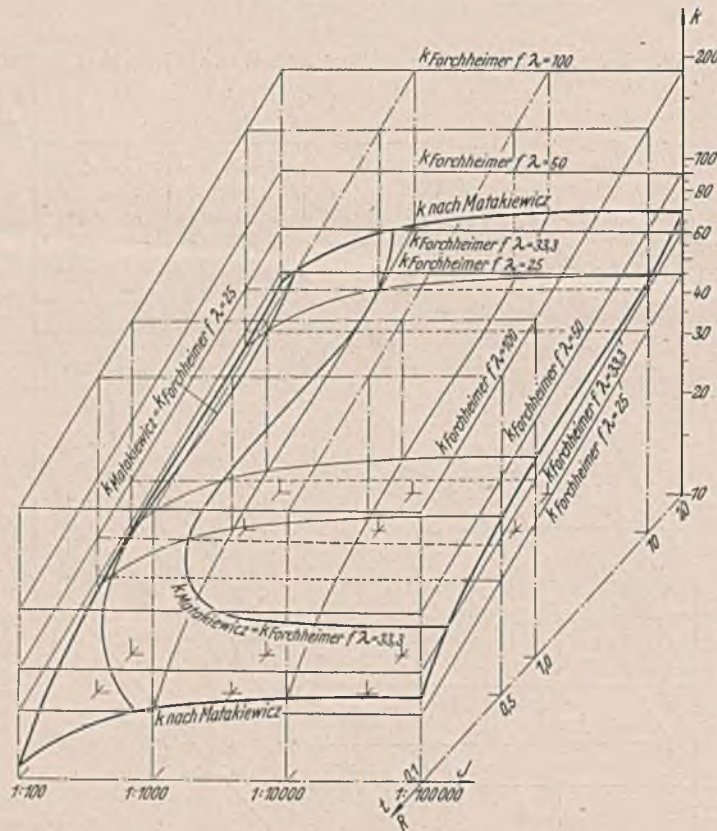 k
k Forchheimer f λ=100
200
k Forchheimer f λ=50
100
80
k nach Matakiewicz
60
k Forchheimer f λ=33,3
k Forchheimer f λ=25
40
30
k Matakiewicz = k Forchheimer f λ=25
k Forchheimer f λ=100
k Forchheimer f λ=50
k Forchheimer f λ=33,3
k Forchheimer f λ=25
20
10
20
10
1,0
0,5
k Matakiewicz = k Forchheimer f λ=33,3
k nach Matakiewicz
0,1
J
1:100
1:1000
1:10000
1:100000
t
R